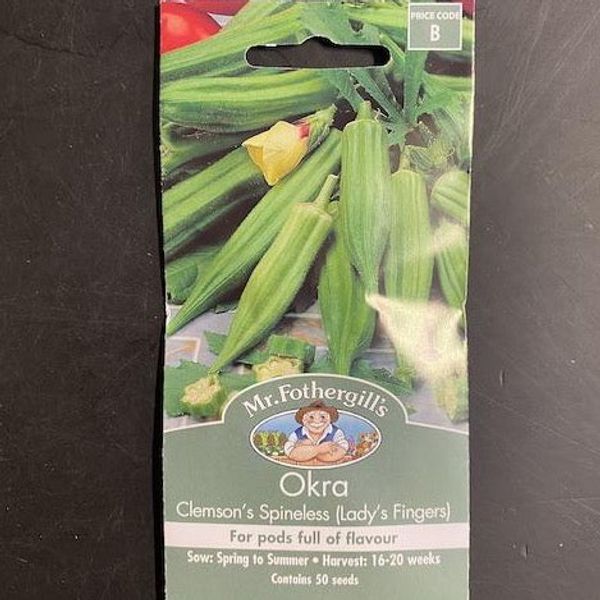 PRICE CODE
B
Mr.Fothergill's
Okra
Clemson's Spineless (Lady's Fingers)
For pods full of flavour
Sow: Spring to Summer • Harvest: 16-20 weeks
Contains 50 seeds